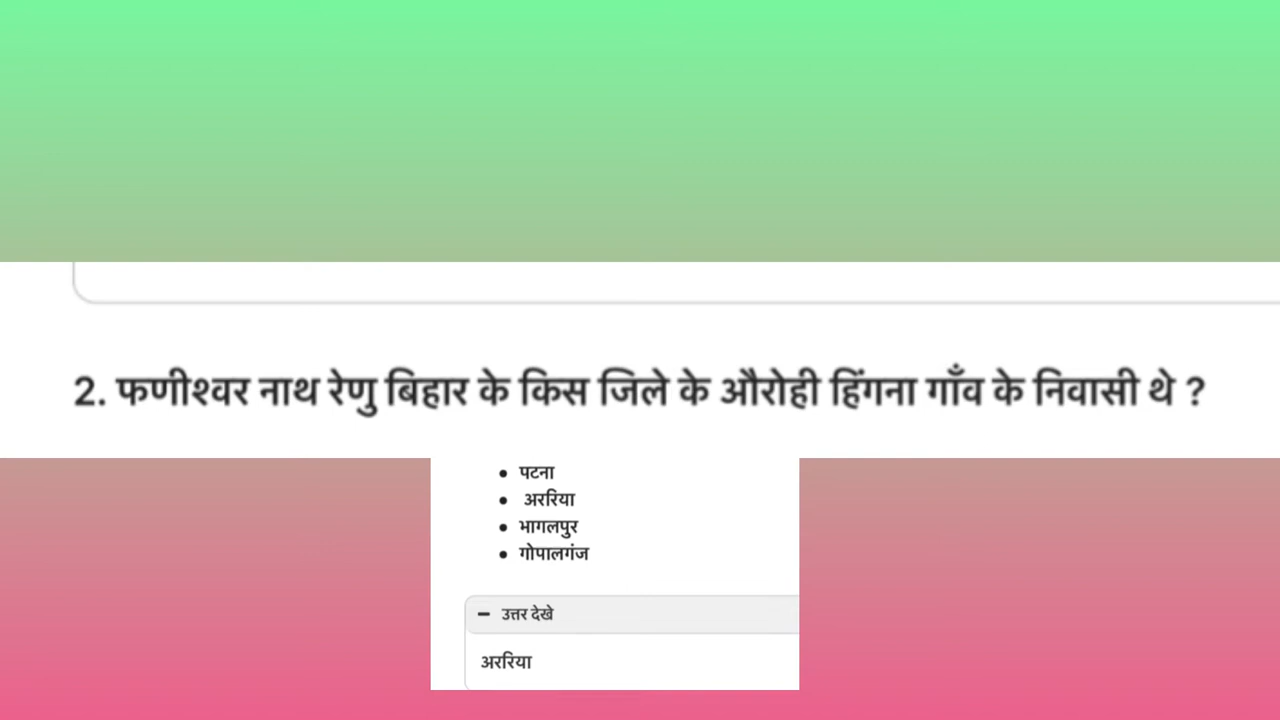 2. फणीश्वर नाथ रेणु बिहार के किस जिले के औरोही हिंगना गाँव के निवासी थे ?
• पटना
• अररिया
• भागलपुर
• गोपालगंज
− उत्तर देखे
अररिया